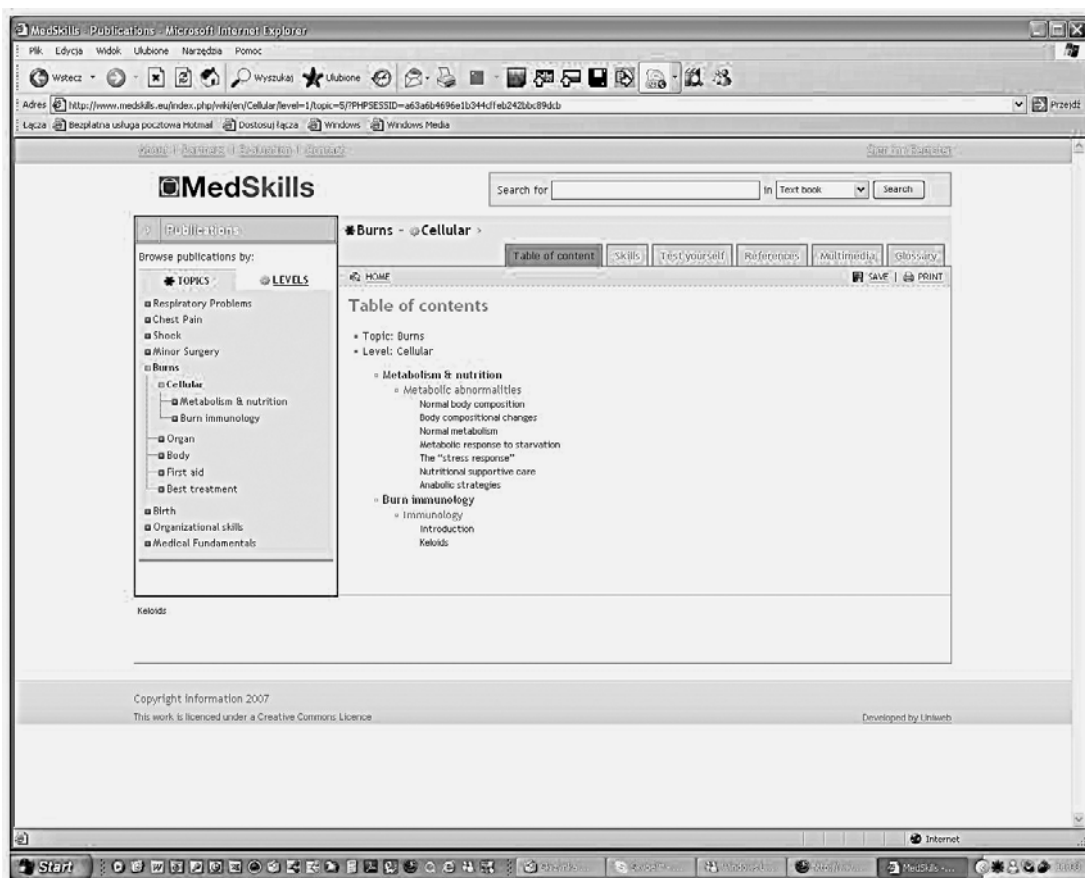 MedSkills - Publications - Microsoft Internet Explorer
Plik Edycja Widok Ulubione Narzędzia Pomoc
Wstecz Wyszukaj Ulubione
Adres http://www.medskills.eu/index.php/wiki/en/Cellular/level=1/topic=5/?PHPSESSID=a63a6b4696e1b344dfeb242bbc89dcb Przejdź
Łącza Bezpłatna usługa pocztowa Hotmail Dostosuj łącza Windows Windows Media
MedSkills
Search for in Text book Search
Publications
Browse publications by:
TOPICS LEVELS
Respiratory Problems
Chest Pain
Shock
Minor Surgery
Burns
Cellular
Metabolism & nutrition
Burn immunology
Organ
Body
First aid
Best treatment
Birth
Organizational skills
Medical Fundamentals
Burns - Cellular
Table of content Skills Test yourself References Multimedia Glossary
HOME SAVE | PRINT
Table of contents
Topic: Burns
Level: Cellular
Metabolism & nutrition
Metabolic abnormalities
Normal body composition
Body compositional changes
Normal metabolism
Metabolic response to starvation
The "stress response"
Nutritional supportive care
Anabolic strategies
Burn immunology
Immunology
Introduction
Keloids
Keloids
Copyright information 2007
This work is licenced under a Creative Commons Licence Developed by Uniweb
Internet
Start MedSkills -...